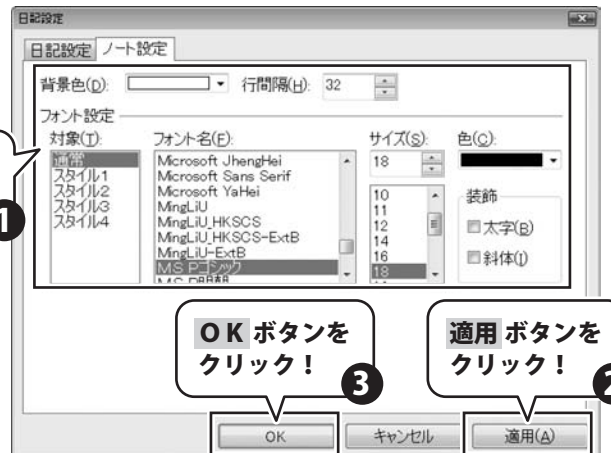 日記設定
日記設定 ノート設定
背景色(D): 行間隔(H): 32
フォント設定
対象(T): フォント名(F): サイズ(S): 色(C):
通常
スタイル1
スタイル2
スタイル3
スタイル4
Microsoft JhengHei
Microsoft Sans Serif
Microsoft YaHei
MingLiU
MingLiU_HKSCS
MingLiU_HKSCS-ExtB
MingLiU-ExtB
MS Pゴシック
MS P明朝
18
10
11
12
14
16
18
装飾
太字(B)
斜体(I)
1
OK ボタンを
クリック！
3
適用 ボタンを
クリック！
2
OK キャンセル 適用(A)